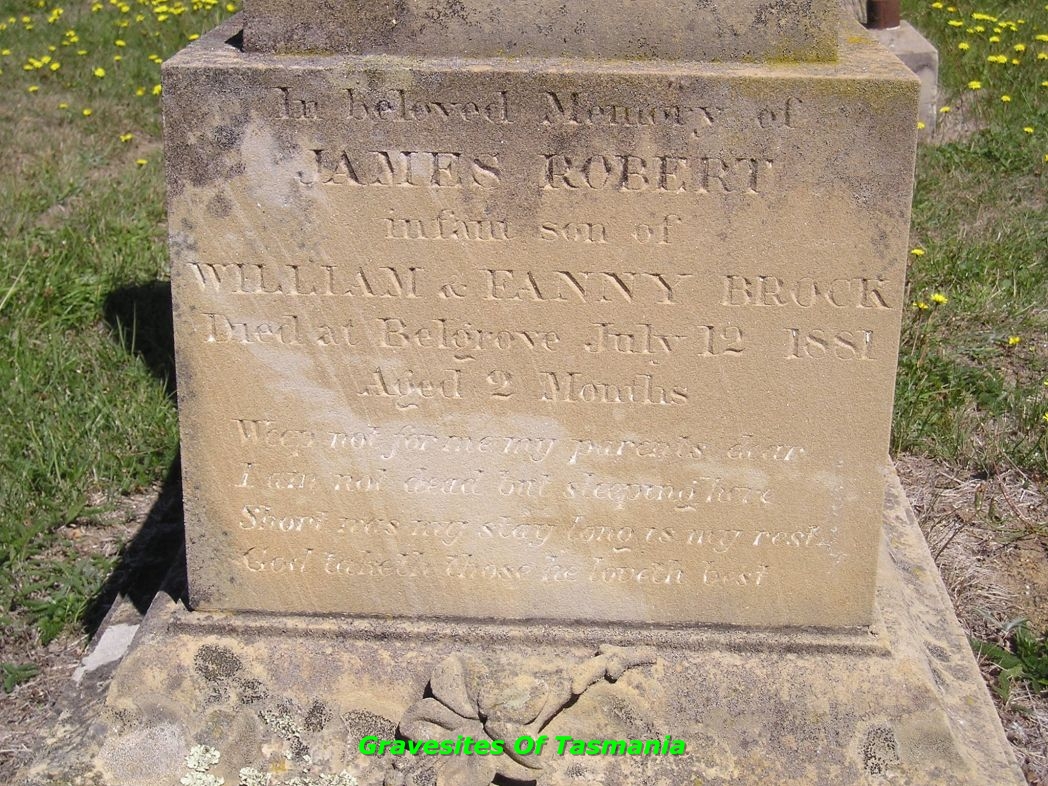 In beloved Memory of
JAMES ROBERT
infant son of
WILLIAM & FANNY BROCK
Died at Belgrove July 12 1881
Aged 2 Months
Weep not for me my parents dear
I am not dead but sleeping here
Short was my stay long is my rest
God taketh those he loveth best
Gravesites Of Tasmania